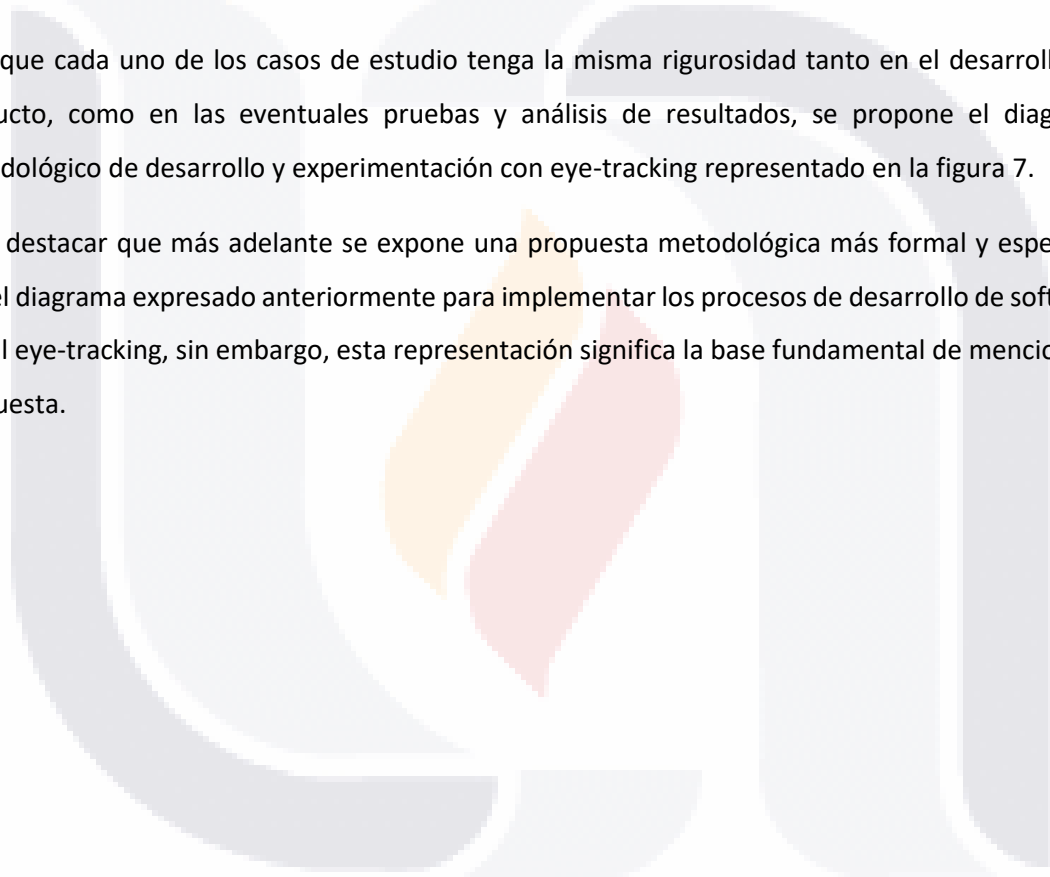 que cada uno de los casos de estudio tenga la misma rigurosidad tanto en el desarroll
ucto, como en las eventuales pruebas y análisis de resultados, se propone el diag
dológico de desarrollo y experimentación con eye-tracking representado en la figura 7.
destacar que más adelante se expone una propuesta metodológica más formal y espe
el diagrama expresado anteriormente para implementar los procesos de desarrollo de soft
l eye-tracking, sin embargo, esta representación significa la base fundamental de mencio
uesta.